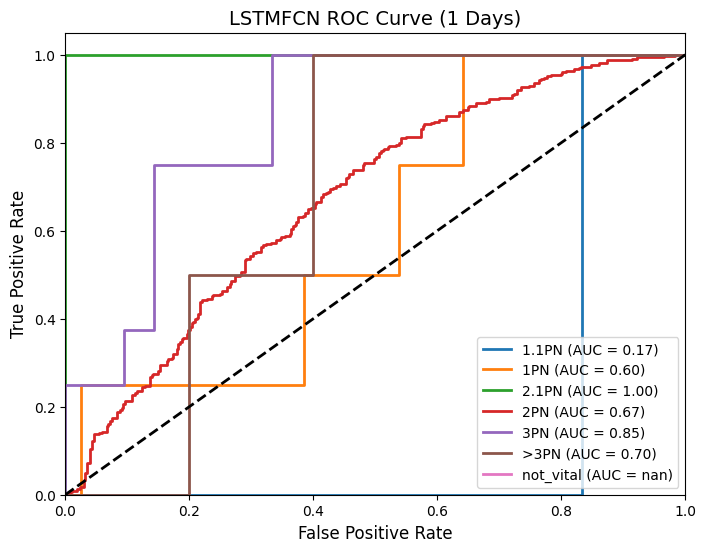 LSTMFCN ROC Curve (1 Days)
True Positive Rate
1.0
0.8
0.6
0.4
0.2
0.0
1.1PN (AUC = 0.17)
1PN (AUC = 0.60)
2.1PN (AUC = 1.00)
2PN (AUC = 0.67)
3PN (AUC = 0.85)
>3PN (AUC = 0.70)
not_vital (AUC = nan)
0.0 0.2 0.4 0.6 0.8 1.0
False Positive Rate